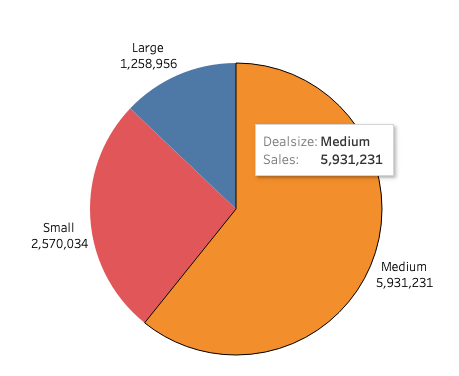 Large
1,258,956
Dealsize: Medium
Sales: 5,931,231
Small
2,570,034
Medium
5,931,231